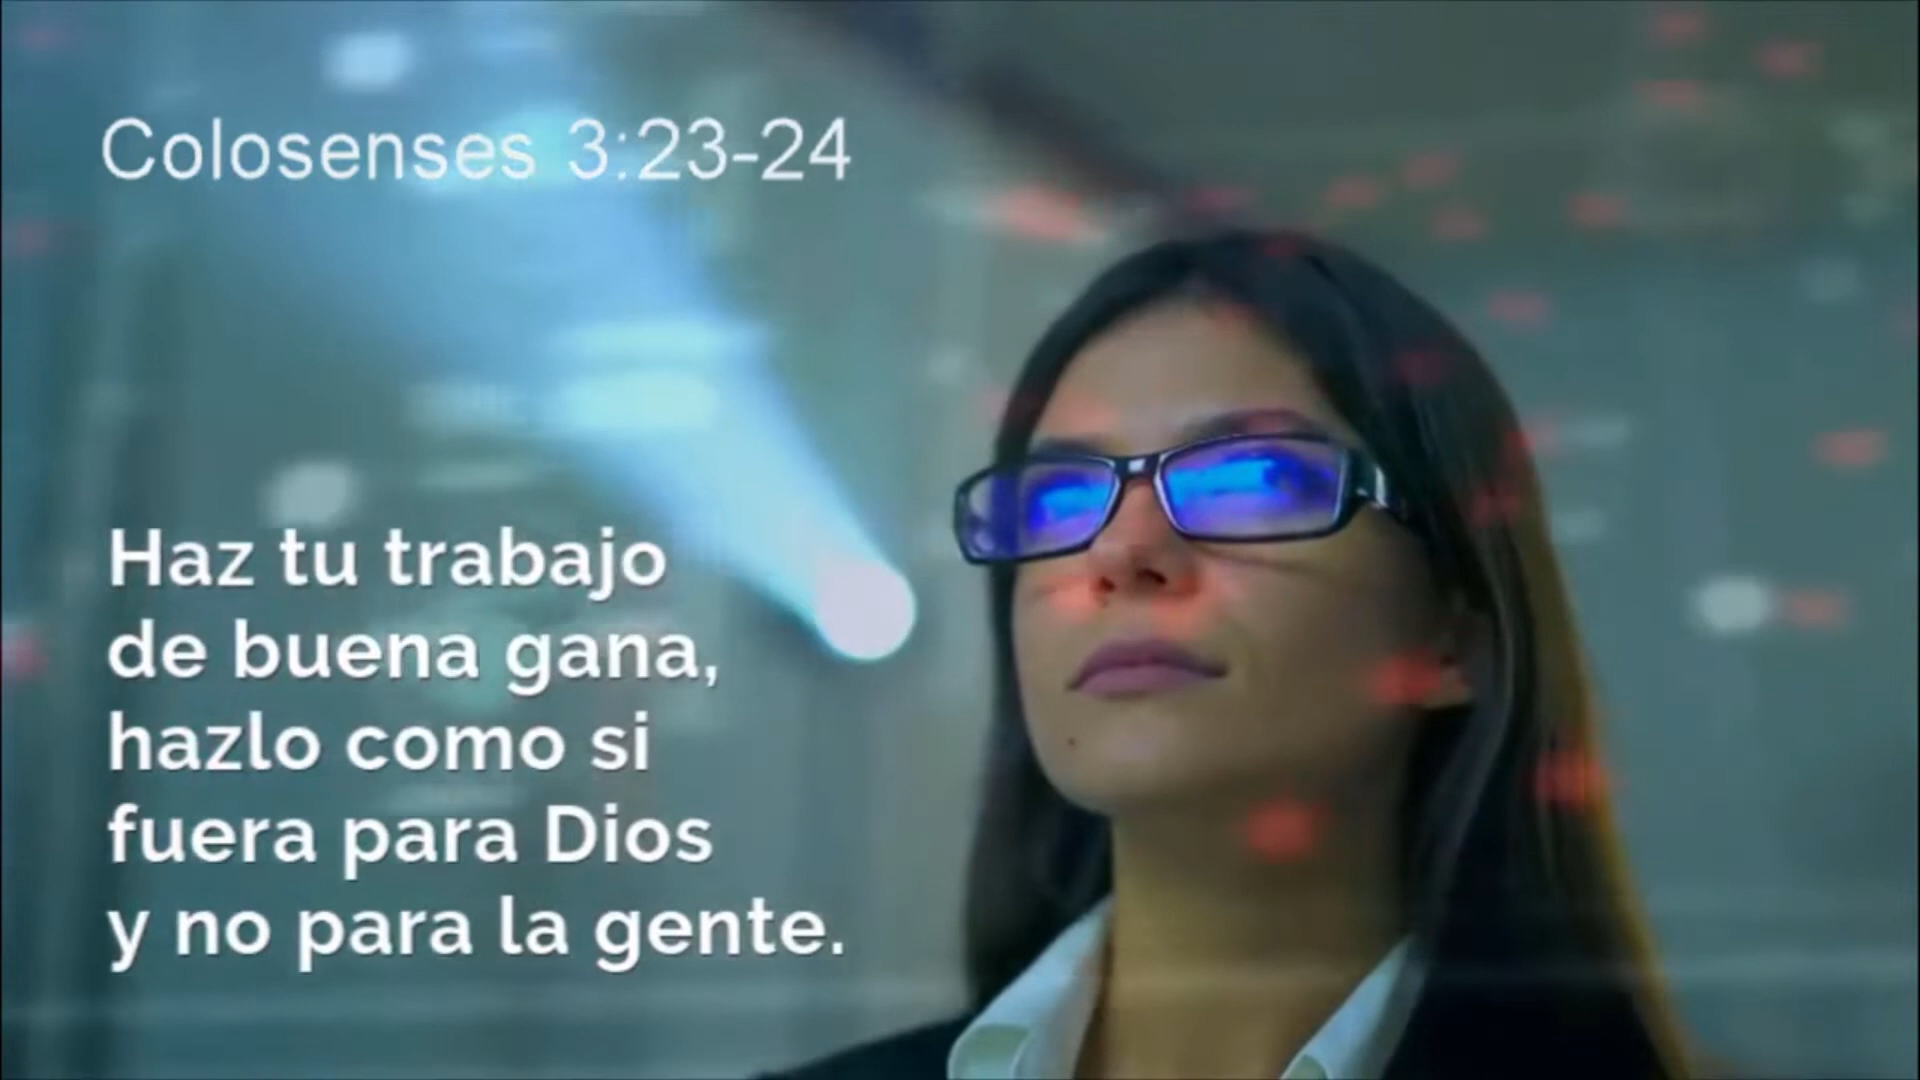 Colosenses 3:23-24
Haz tu trabajo
de buena gana,
hazlo como si
fuera para Dios
y no para la gente.